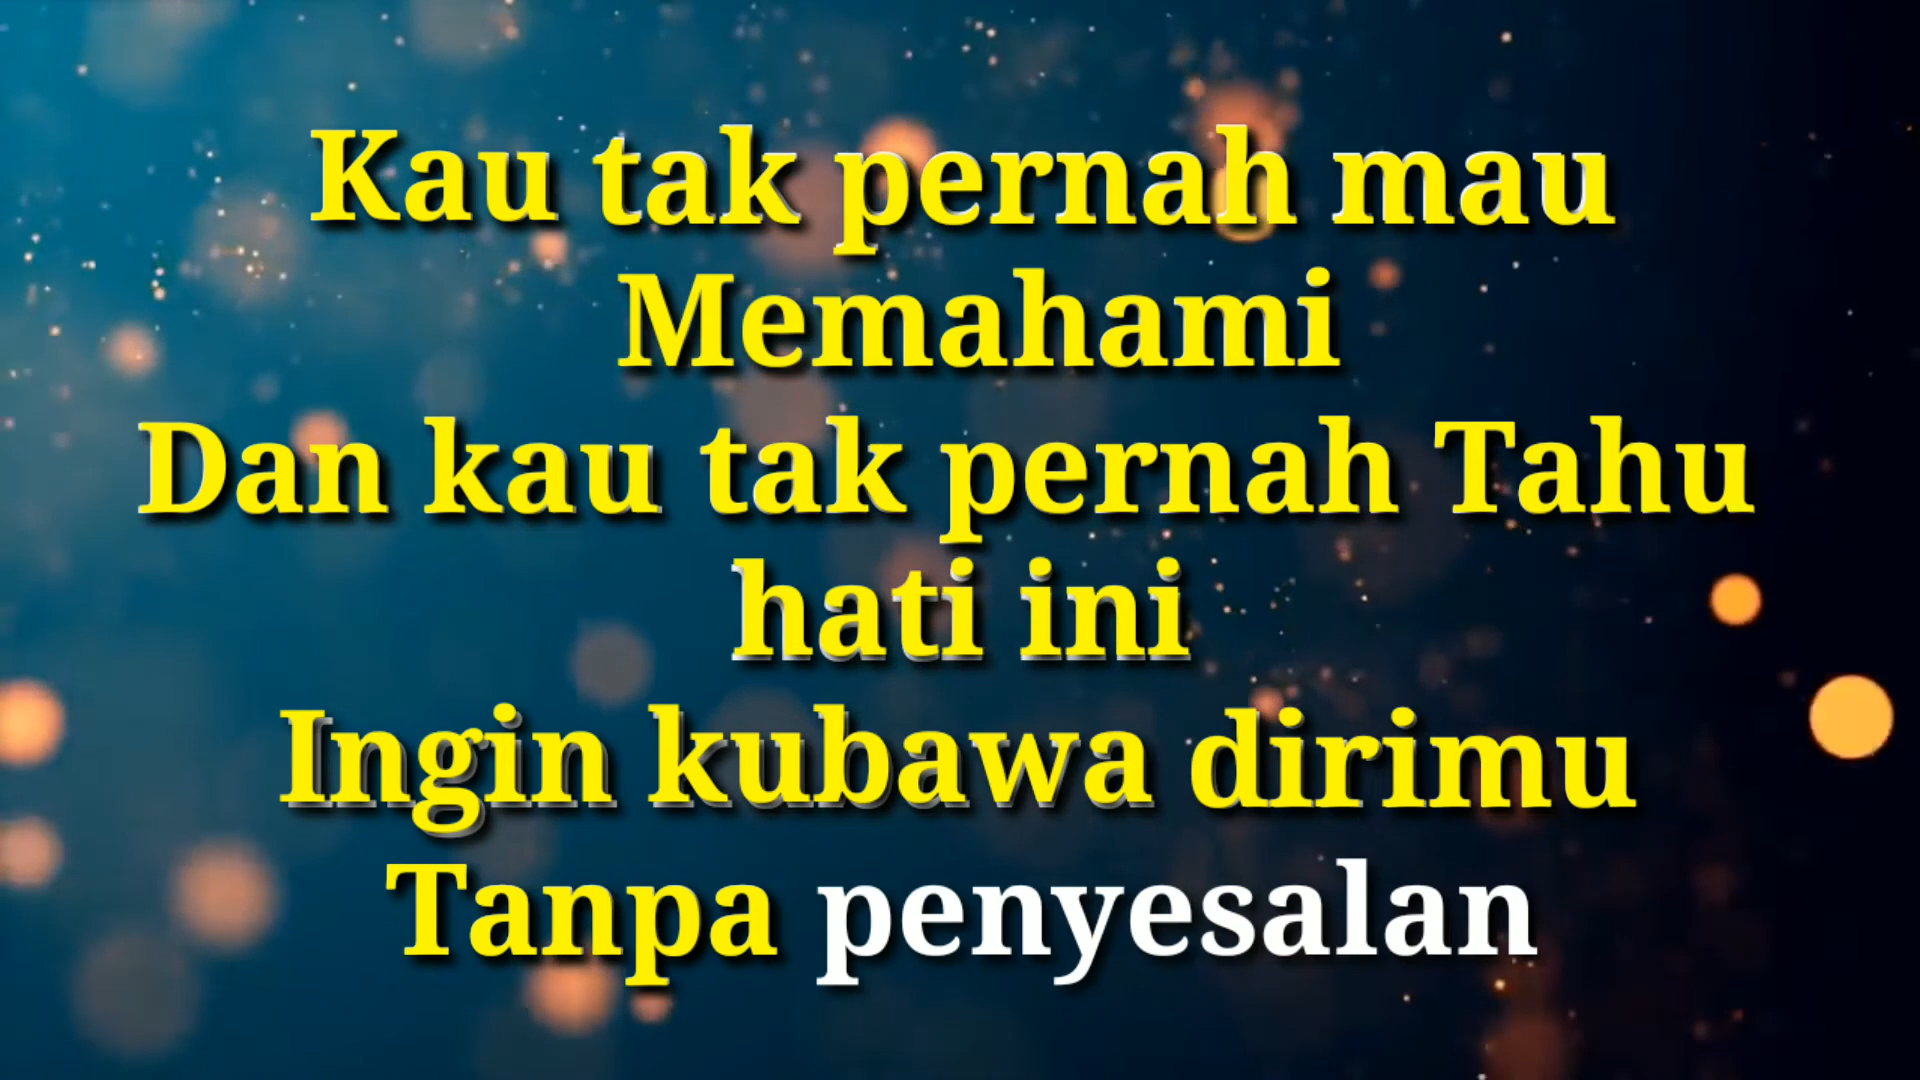 Kau tak pernah mau
Memahami
Dan kau tak pernah Tahu
hati ini
Ingin kubawa dirimu
Tanpa penyesalan